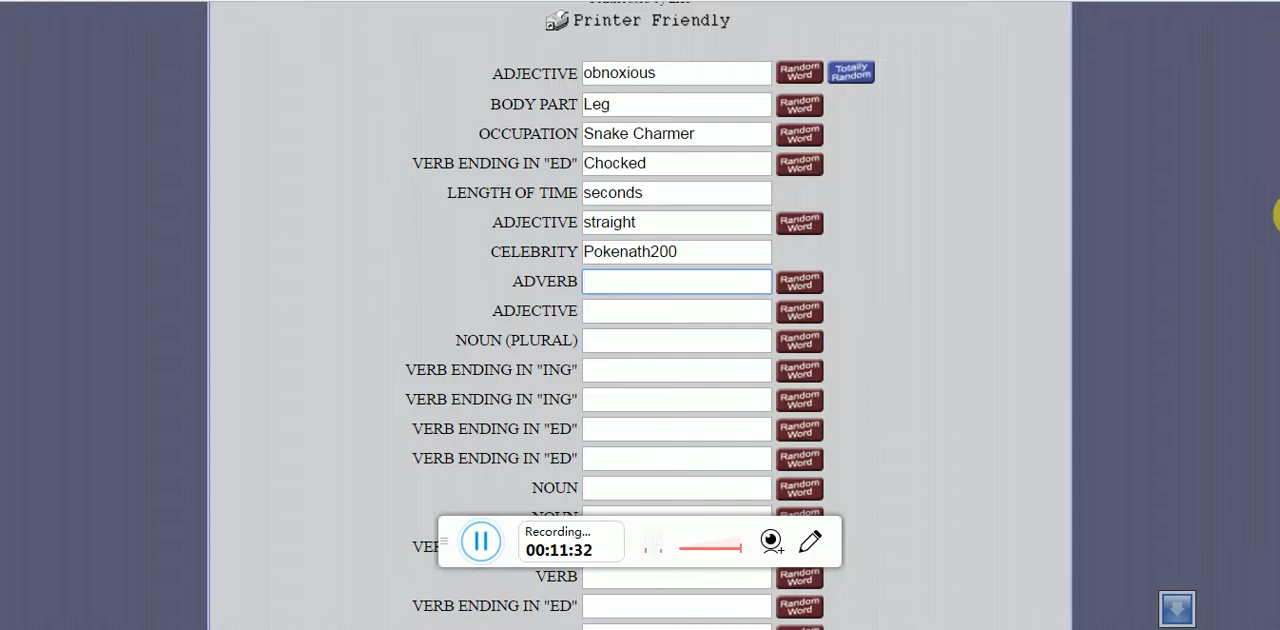 Printer Friendly
ADJECTIVE obnoxious Random Word Totally Random
BODY PART Leg Random Word
OCCUPATION Snake Charmer Random Word
VERB ENDING IN "ED" Chocked Random Word
LENGTH OF TIME seconds
ADJECTIVE straight Random Word
CELEBRITY Pokenath200
ADVERB Random Word
ADJECTIVE Random Word
NOUN (PLURAL) Random Word
VERB ENDING IN "ING" Random Word
VERB ENDING IN "ING" Random Word
VERB ENDING IN "ED" Random Word
VERB ENDING IN "ED" Random Word
NOUN Random Word
Recording...
00:11:32
VERB Random Word
VERB ENDING IN "ED" Random Word